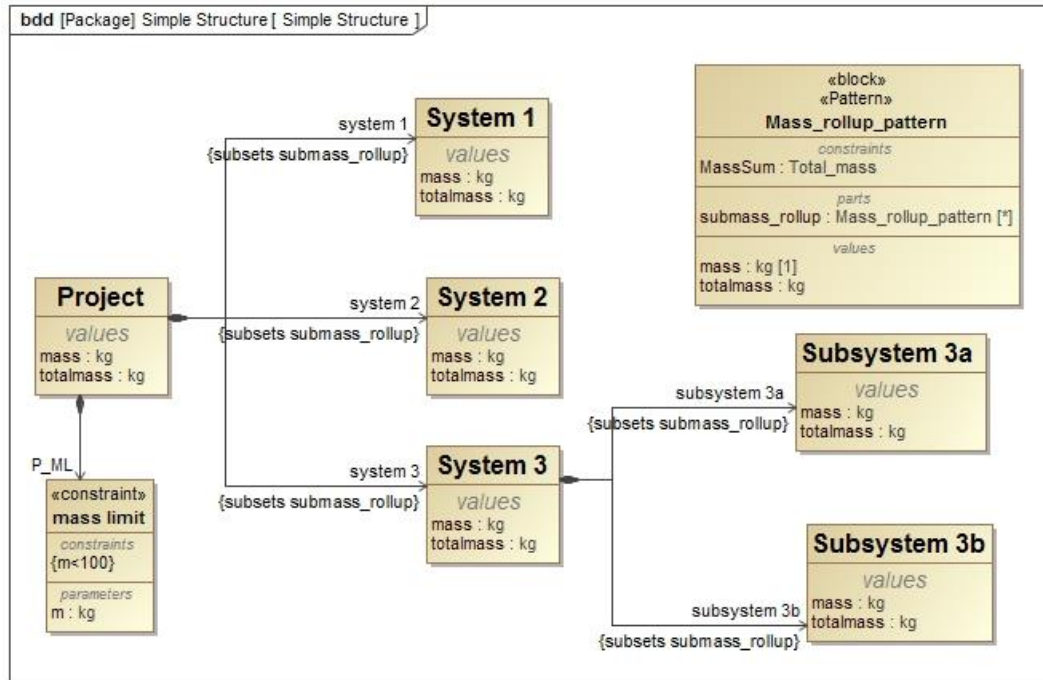 bdd [Package] Simple Structure [ Simple Structure ]
«block»
«Pattern»
Mass_rollup_pattern
constraints
MassSum : Total_mass
parts
submass_rollup : Mass_rollup_pattern [*]
values
mass : kg [1]
totalmass : kg
system 1
{subsets submass_rollup}
System 1
values
mass : kg
totalmass : kg
Project
values
mass : kg
totalmass : kg
system 2
{subsets submass_rollup}
System 2
values
mass : kg
totalmass : kg
subsystem 3a
{subsets submass_rollup}
Subsystem 3a
values
mass : kg
totalmass : kg
system 3
{subsets submass_rollup}
System 3
values
mass : kg
totalmass : kg
P_ML
«constraint»
mass limit
constraints
{m<100}
parameters
m : kg
subsystem 3b
{subsets submass_rollup}
Subsystem 3b
values
mass : kg
totalmass : kg